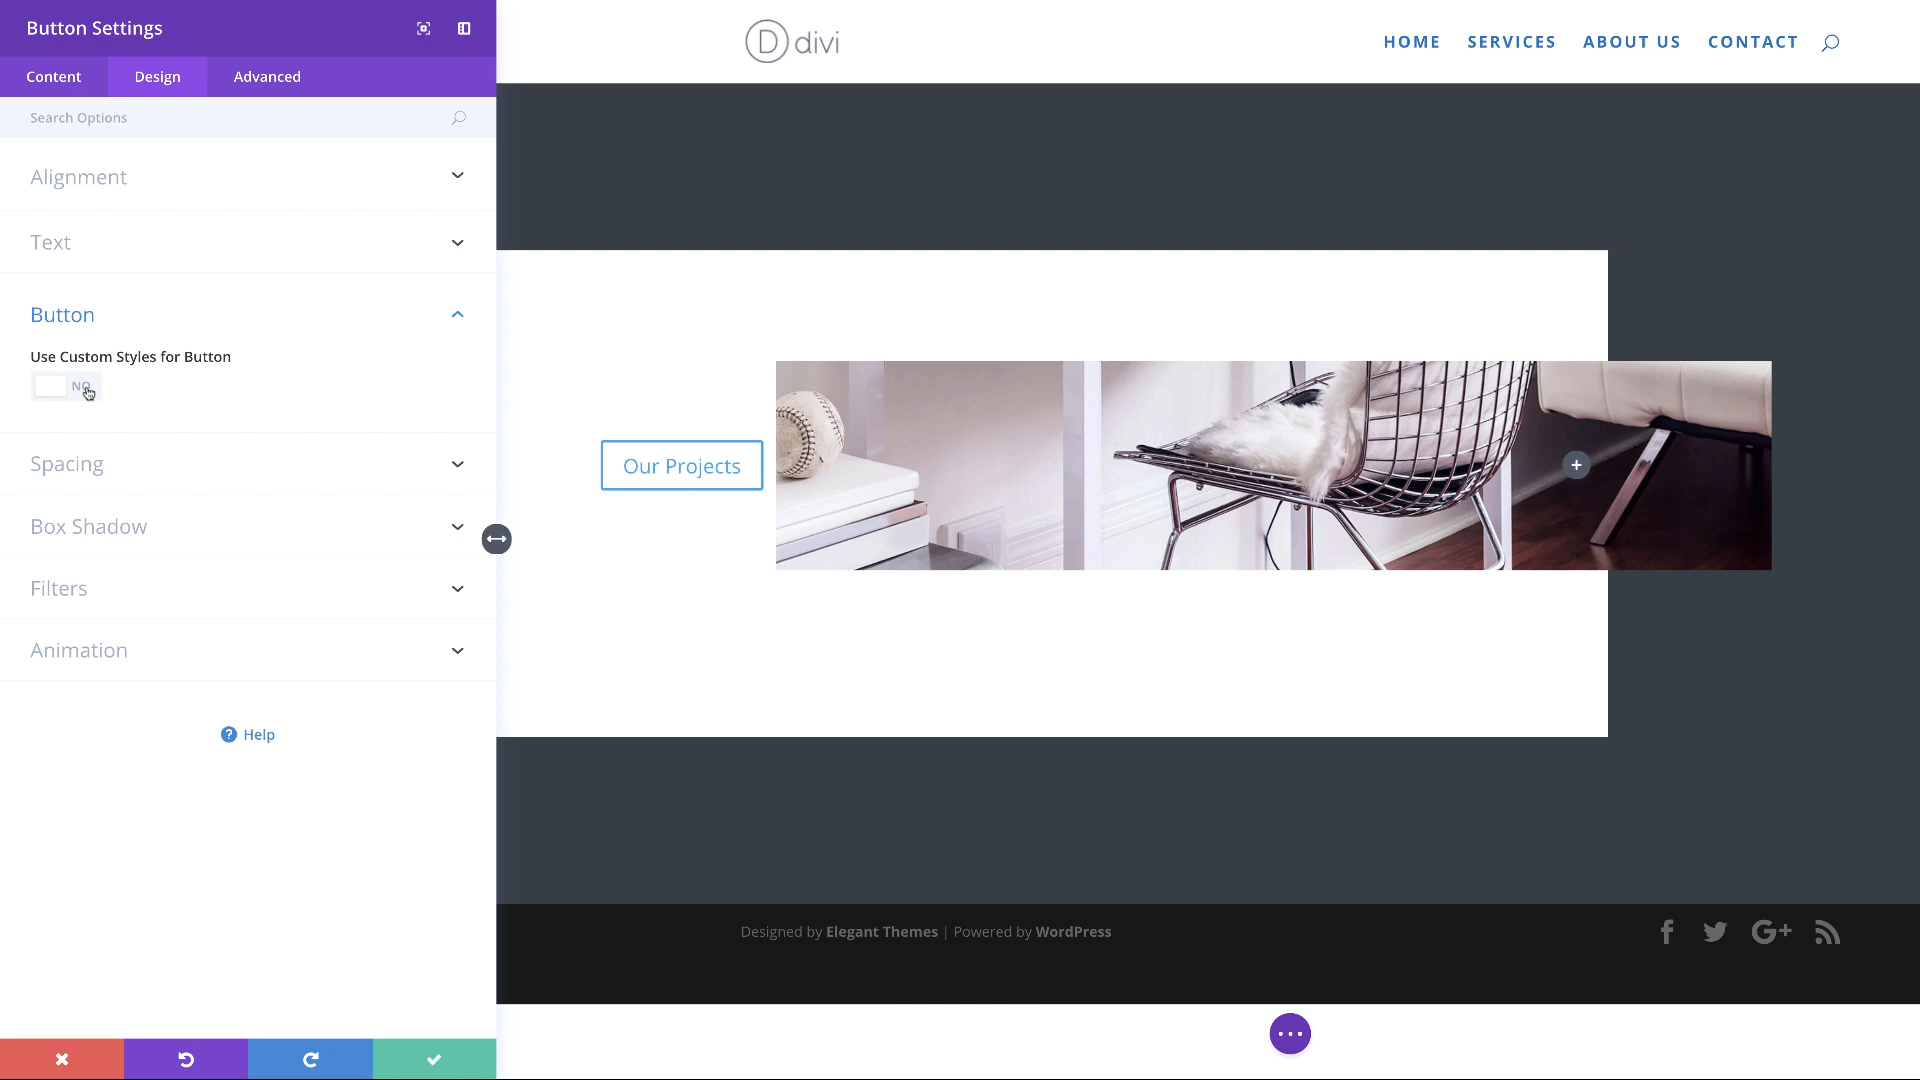 Button Settings
Content Design Advanced
Search Options
Alignment
Text
Button
Use Custom Styles for Button
NO
Spacing
Box Shadow
Filters
Animation
? Help
D divi
HOME SERVICES ABOUT US CONTACT
Our Projects
Designed by Elegant Themes | Powered by WordPress